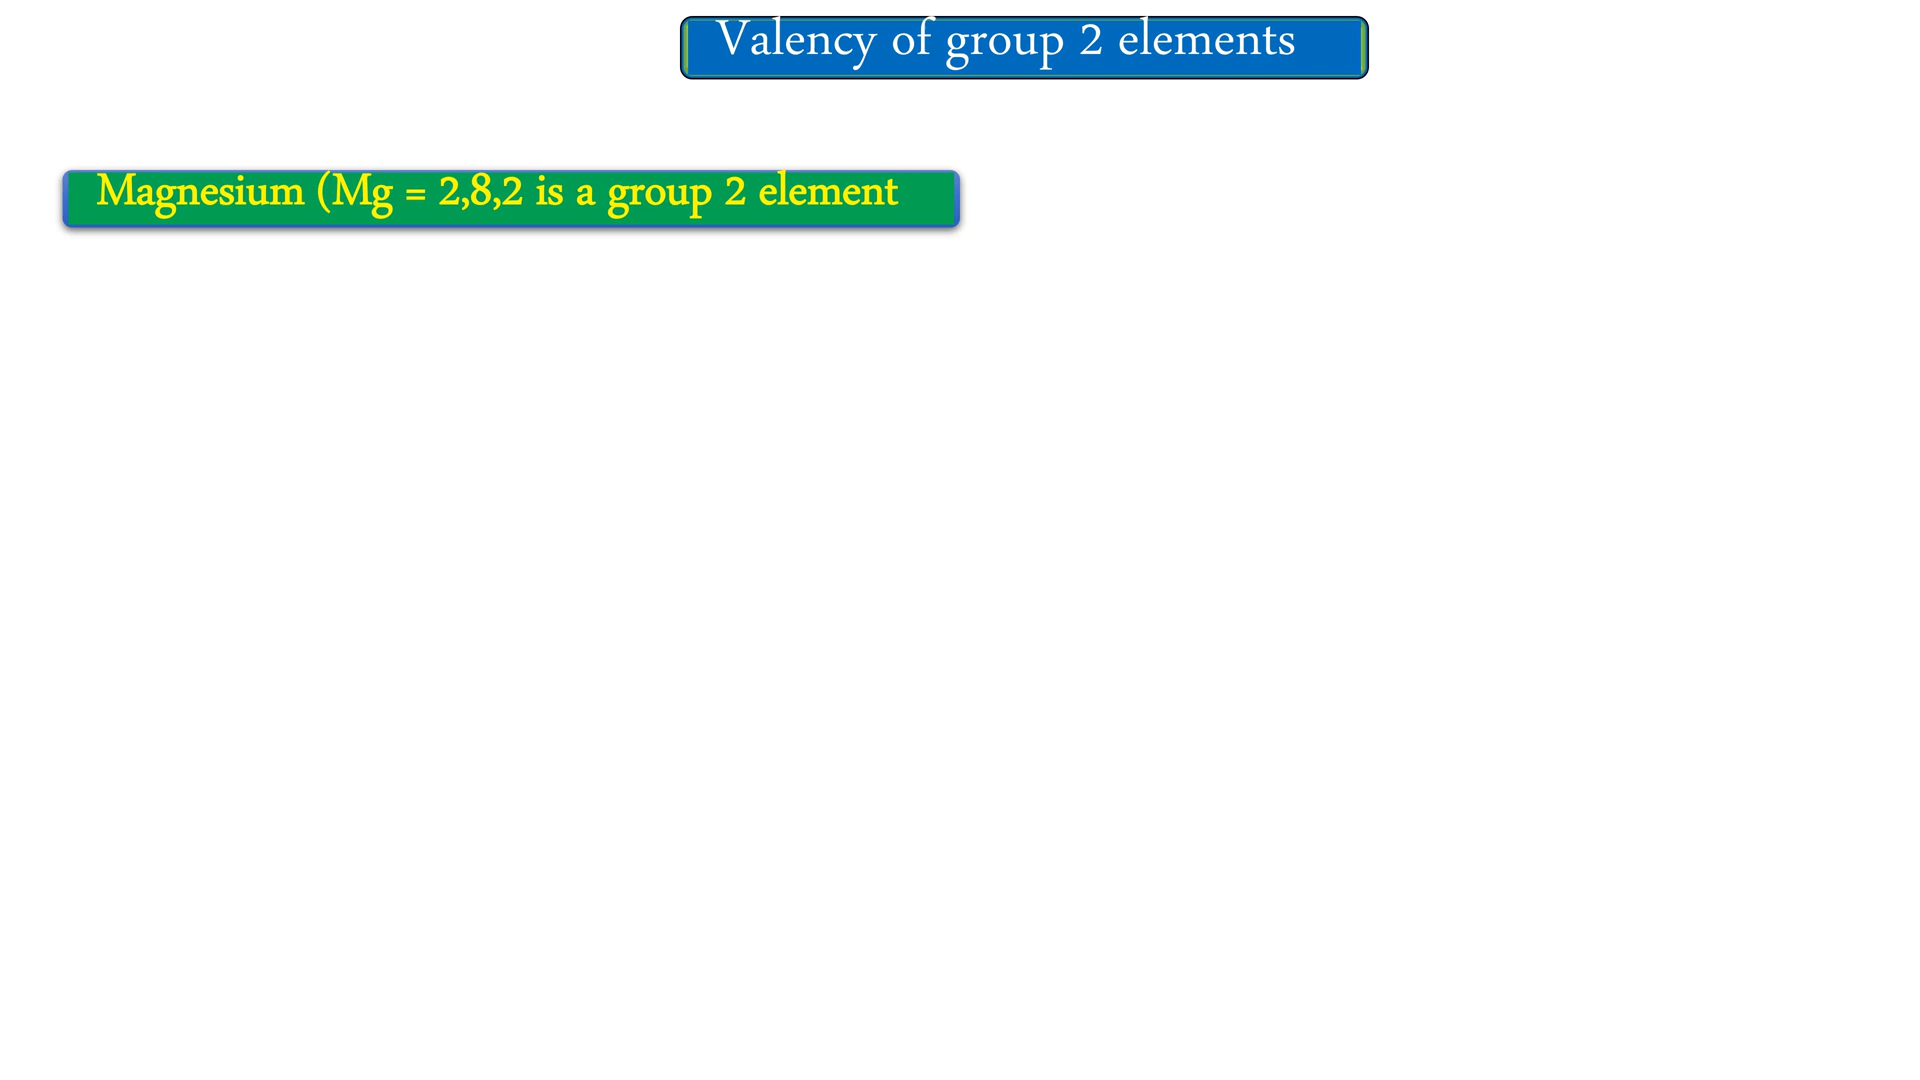 Valency of group 2 elements
Magnesium (Mg = 2,8,2 is a group 2 element